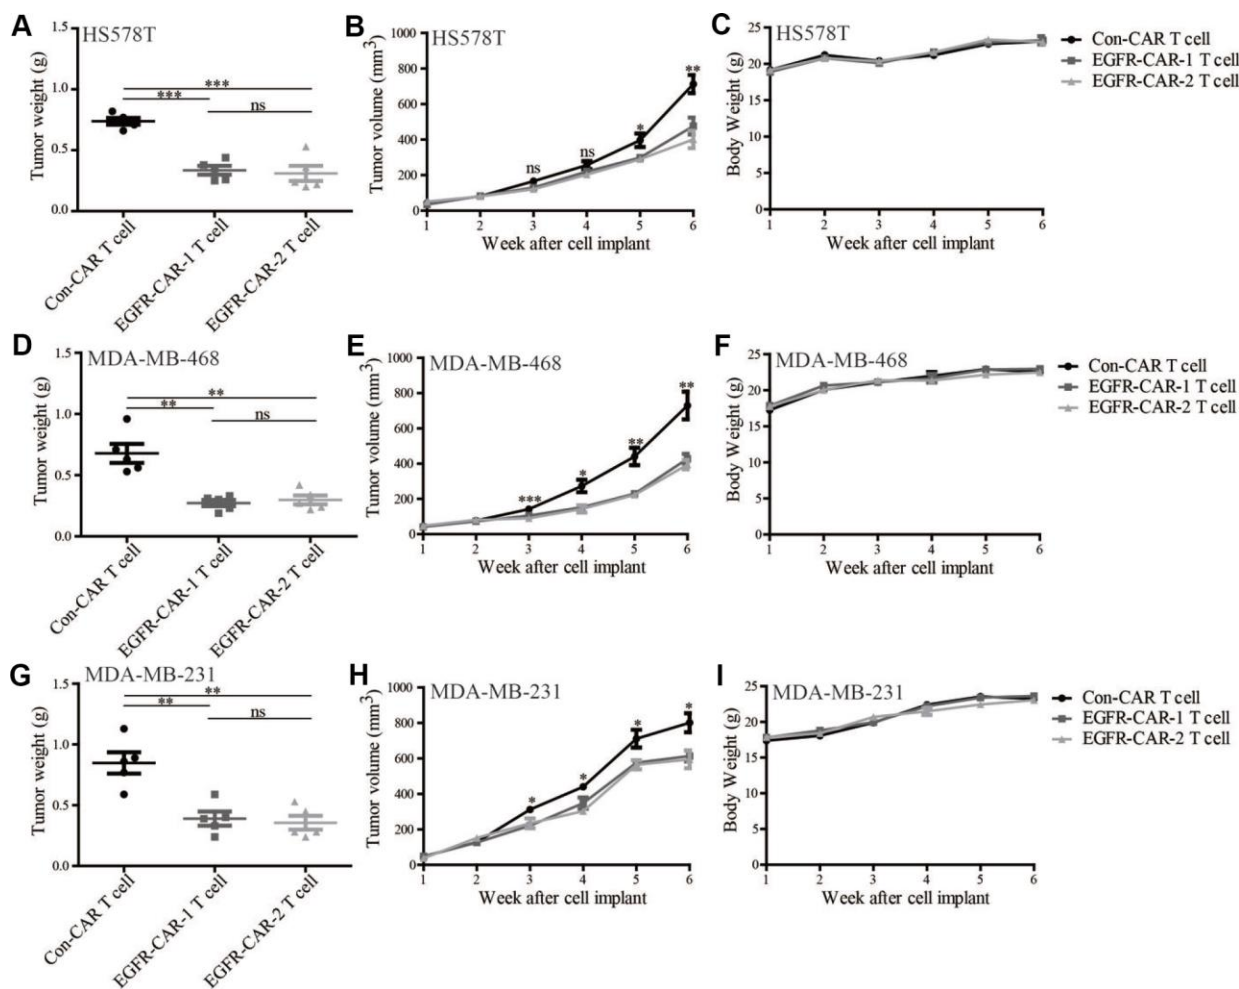 A
HS578T
Tumor weight (g)
1.5
1.0
0.5
0.0
***
***
ns
Con-CAR T cell
EGFR-CAR-1 T cell
EGFR-CAR-2 T cell
B
HS578T
Tumor volume (mm³)
1000
800
600
400
200
0
ns
ns
*
**
1 2 3 4 5 6
Week after cell implant
C
HS578T
Body Weight (g)
25
20
15
10
5
0
1 2 3 4 5 6
Week after cell implant
Con-CAR T cell
EGFR-CAR-1 T cell
EGFR-CAR-2 T cell
D
MDA-MB-468
Tumor weight (g)
1.5
1.0
0.5
0.0
**
**
ns
Con-CAR T cell
EGFR-CAR-1 T cell
EGFR-CAR-2 T cell
E
MDA-MB-468
Tumor volume (mm³)
1000
800
600
400
200
0
***
*
**
**
1 2 3 4 5 6
Week after cell implant
F
MDA-MB-468
Body Weight (g)
25
20
15
10
5
0
1 2 3 4 5 6
Week after cell implant
Con-CAR T cell
EGFR-CAR-1 T cell
EGFR-CAR-2 T cell
G
MDA-MB-231
Tumor weight (g)
1.5
1.0
0.5
0.0
**
**
ns
Con-CAR T cell
EGFR-CAR-1 T cell
EGFR-CAR-2 T cell
H
MDA-MB-231
Tumor volume (mm³)
1000
800
600
400
200
0
*
*
*
*
1 2 3 4 5 6
Week after cell implant
I
MDA-MB-231
Body Weight (g)
25
20
15
10
5
0
1 2 3 4 5 6
Week after cell implant
Con-CAR T cell
EGFR-CAR-1 T cell
EGFR-CAR-2 T cell